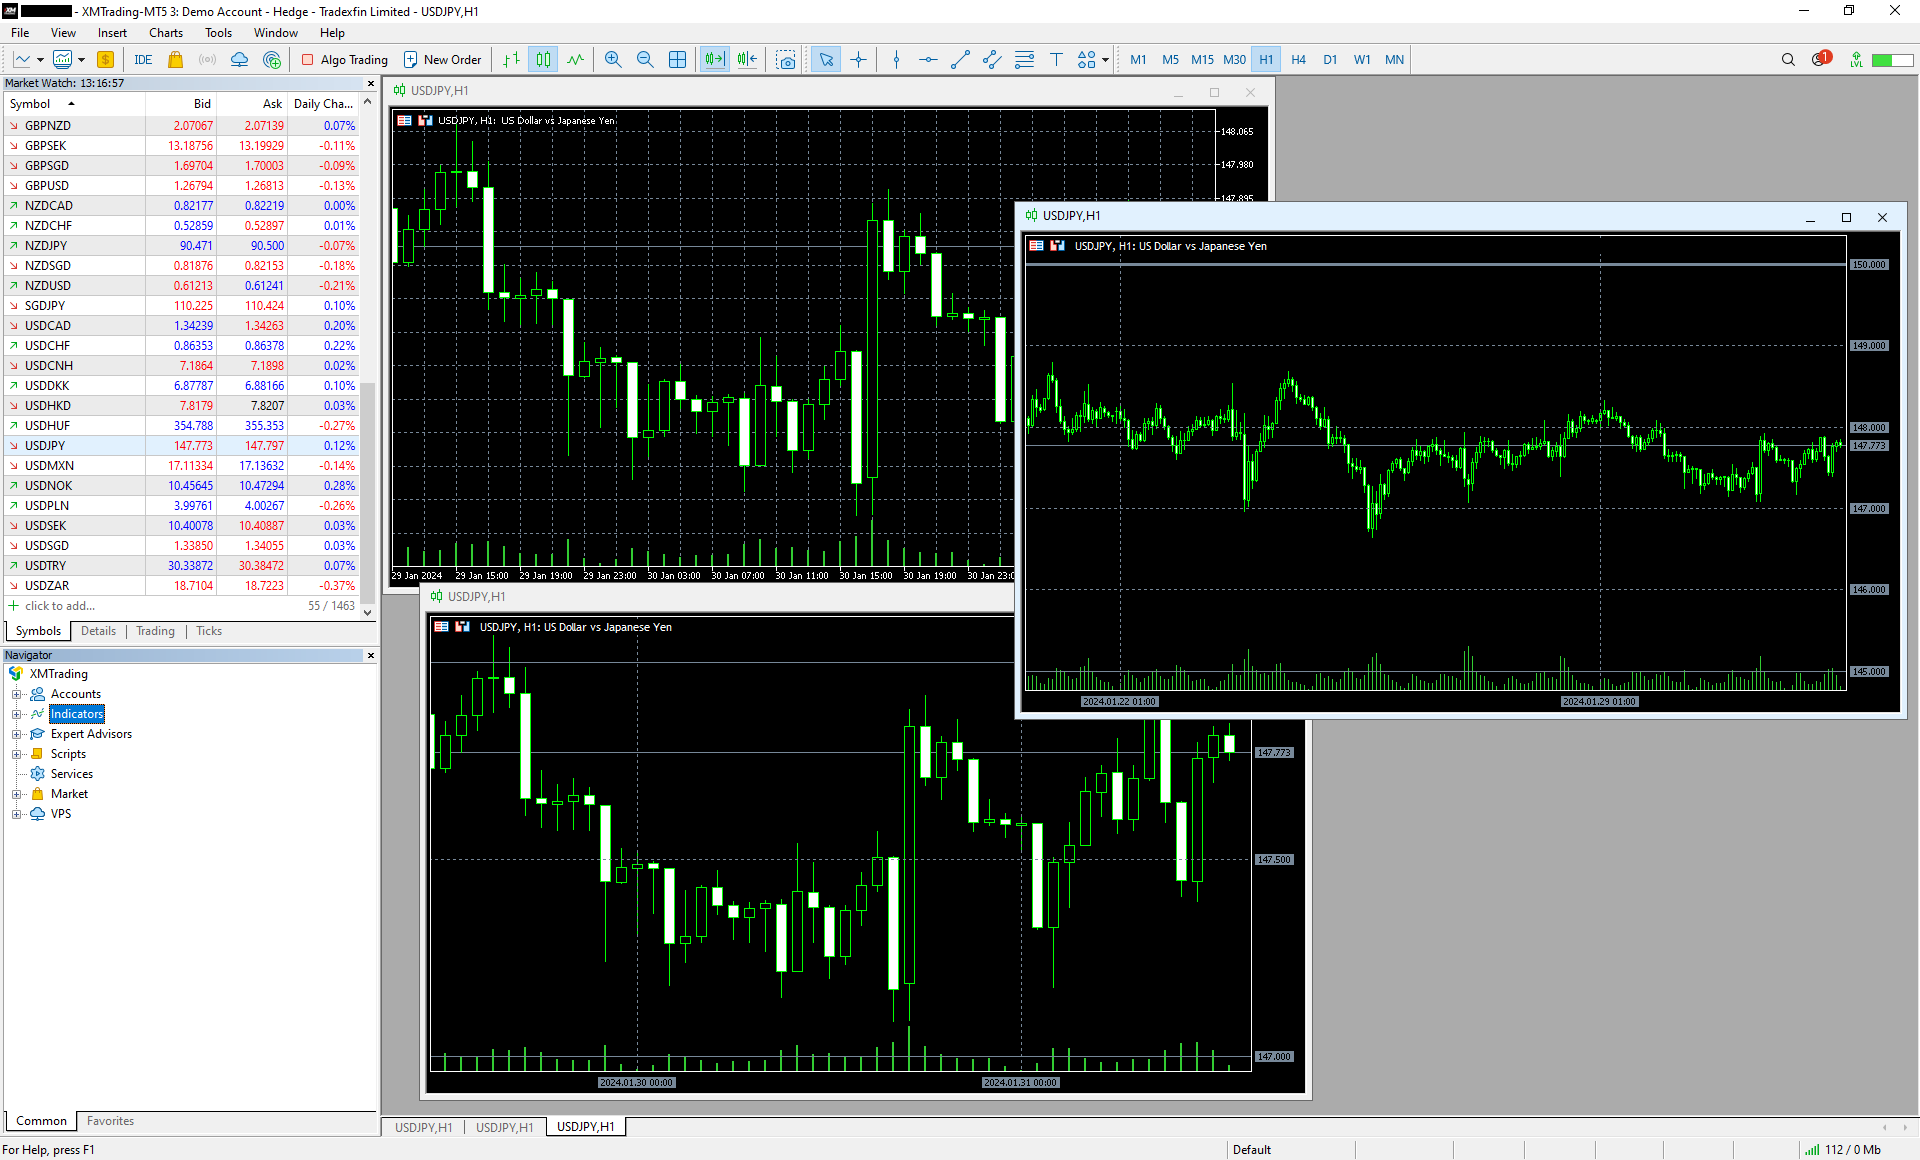 - XMTrading-MT5 3: Demo Account - Hedge - Tradexfin Limited - USDJPY,H1
File View Insert Charts Tools Window Help
IDE Algo Trading New Order M1 M5 M15 M30 H1 H4 D1 W1 MN 1 LVL
Market Watch: 13:16:57
Symbol Bid Ask Daily Cha...
GBPNZD 2.07067 2.07139 0.07%
GBPSEK 13.18756 13.19929 -0.11%
GBPSGD 1.69704 1.70003 -0.09%
GBPUSD 1.26794 1.26813 -0.13%
NZDCAD 0.82177 0.82219 0.00%
NZDCHF 0.52859 0.52897 0.01%
NZDJPY 90.471 90.500 -0.07%
NZDSGD 0.81876 0.82153 -0.18%
NZDUSD 0.61213 0.61241 -0.21%
SGDJPY 110.225 110.424 0.10%
USDCAD 1.34239 1.34263 0.20%
USDCHF 0.86353 0.86378 0.22%
USDCNH 7.1864 7.1898 0.02%
USDDKK 6.87787 6.88166 0.10%
USDHKD 7.8179 7.8207 0.03%
USDHUF 354.788 355.353 -0.27%
USDJPY 147.773 147.797 0.12%
USDMXN 17.11334 17.13632 -0.14%
USDNOK 10.45645 10.47294 0.28%
USDPLN 3.99761 4.00267 -0.26%
USDSEK 10.40078 10.40887 0.03%
USDSGD 1.33850 1.34055 0.03%
USDTRY 30.33872 30.38472 0.07%
USDZAR 18.7104 18.7223 -0.37%
click to add... 55 / 1463
Symbols Details Trading Ticks
Navigator
XMTrading
Accounts
Indicators
Expert Advisors
Scripts
Services
Market
VPS
Common Favorites
USDJPY,H1
USDJPY, H1: US Dollar vs Japanese Yen
148.065
147.980
147.895
29 Jan 2024 29 Jan 15:00 29 Jan 19:00 29 Jan 23:00 30 Jan 03:00 30 Jan 07:00 30 Jan 11:00 30 Jan 15:00 30 Jan 19:00 30 Jan 23:0
USDJPY,H1
USDJPY, H1: US Dollar vs Japanese Yen
150.000
149.000
148.000
147.773
147.000
146.000
145.000
2024.01.22 01:00 2024.01.29 01:00
USDJPY,H1
USDJPY, H1: US Dollar vs Japanese Yen
147.773
147.500
147.000
2024.01.30 00:00 2024.01.31 00:00
USDJPY,H1 USDJPY,H1 USDJPY,H1
For Help, press F1 Default 112 / 0 Mb